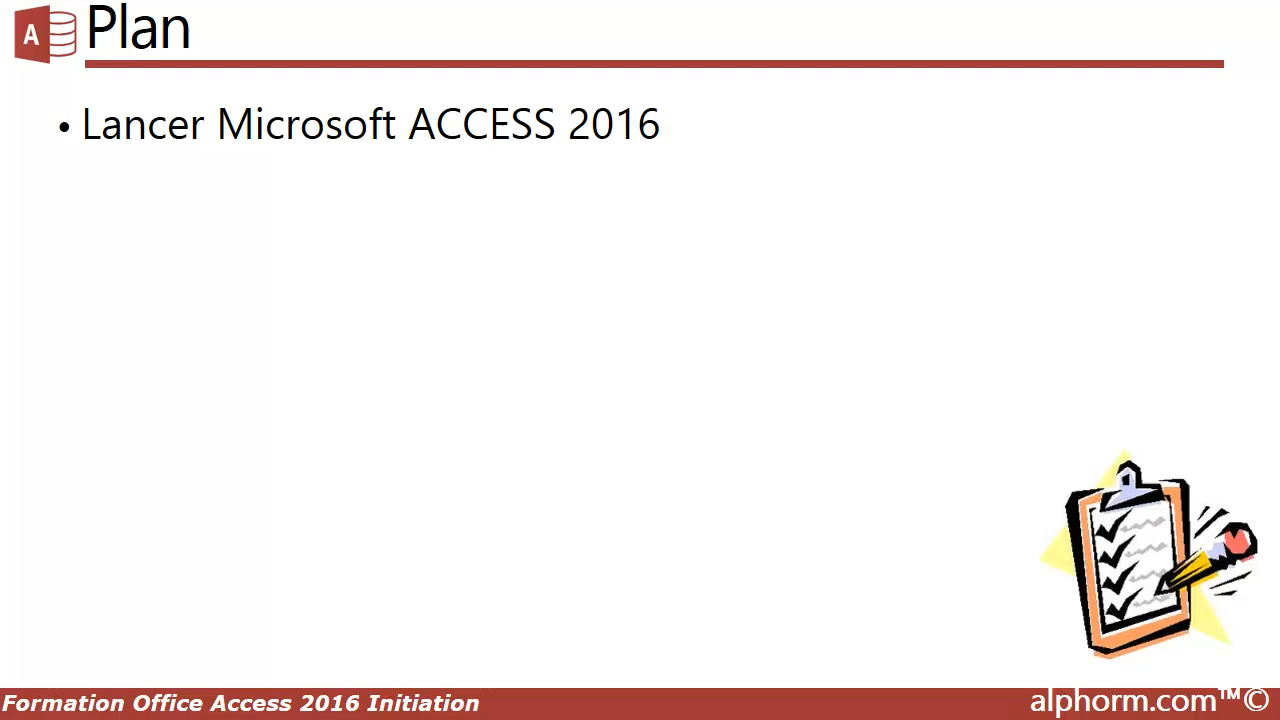 A
Plan
• Lancer Microsoft ACCESS 2016
Formation Office Access 2016 Initiation
alphorm.com™©